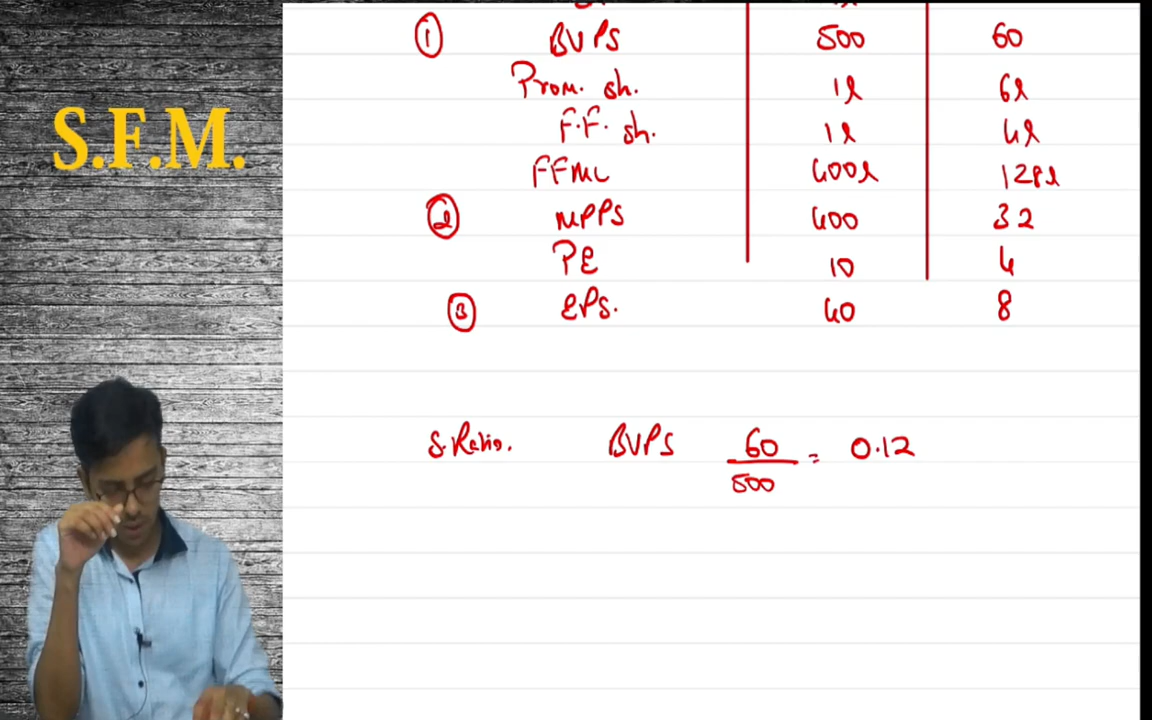 S.F.M.
① BVPS 500 60
Prom. sh. 1l 6l
F.F. sh. 1l 4l
FFMC 400l 128l
② MPPS 400 32
PE 10 4
③ EPS. 40 8
S.Ratio. BVPS 60/500 = 0.12